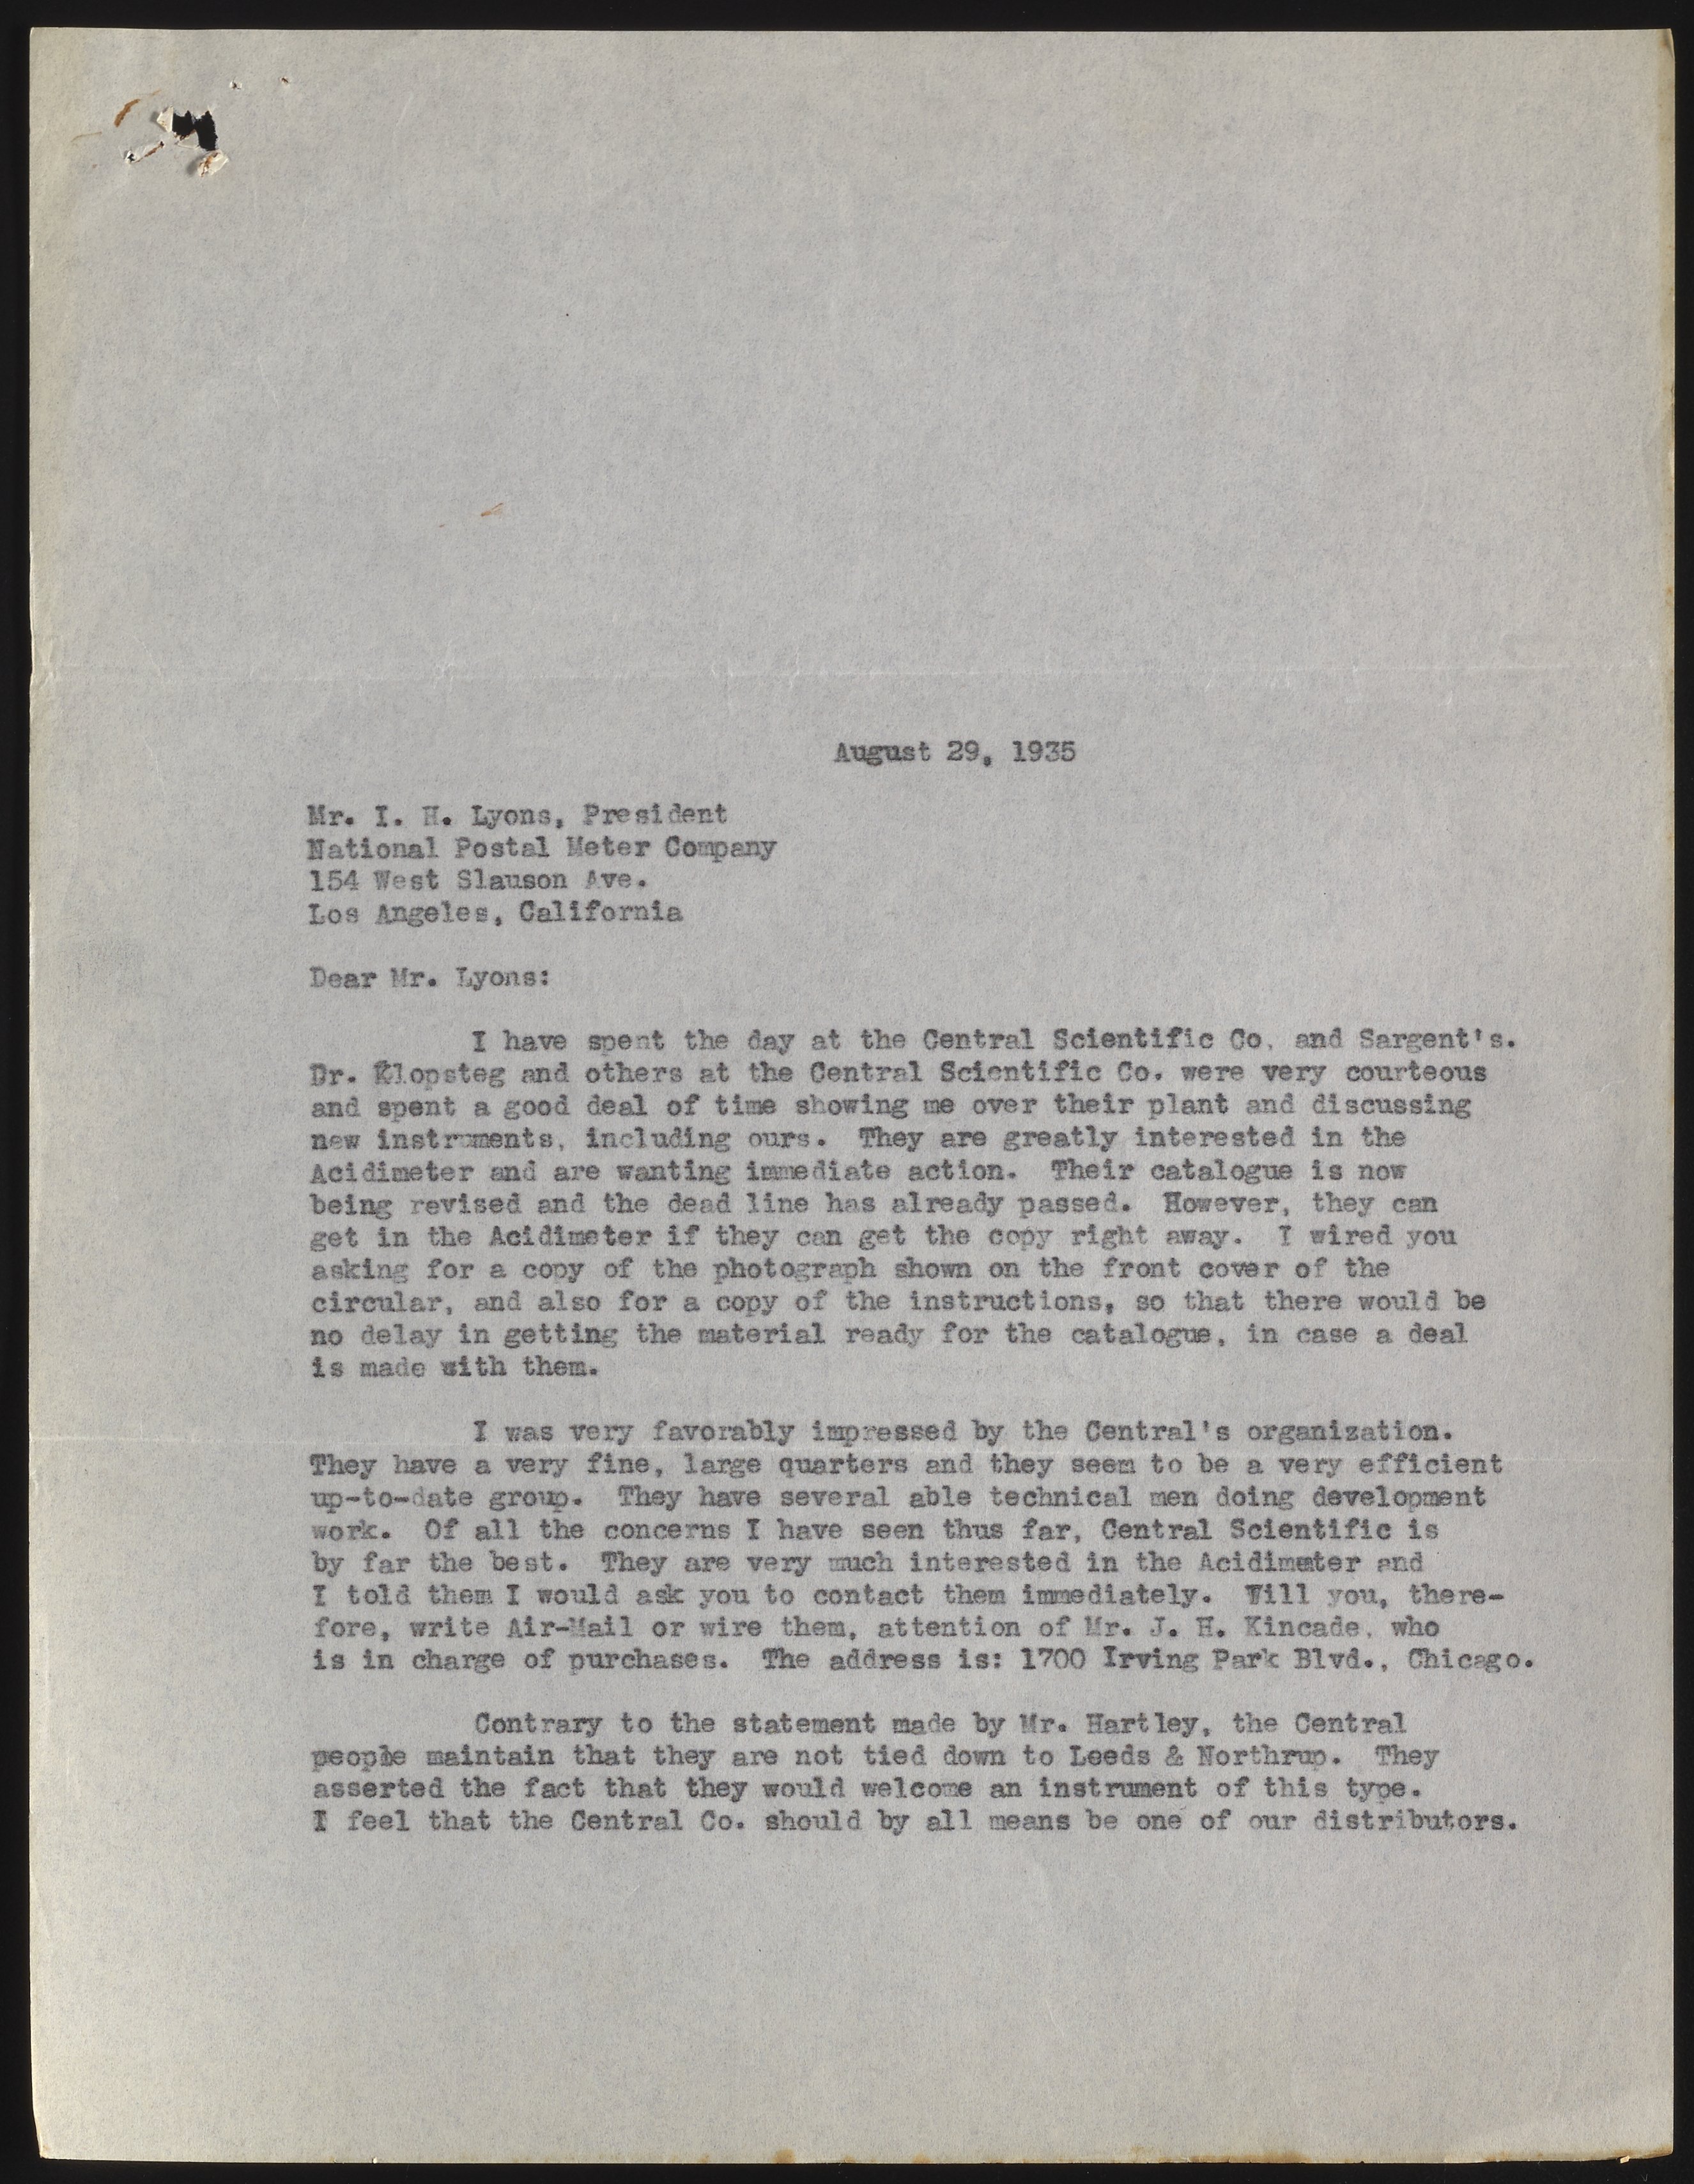 August 29, 1935
Mr. I. H. Lyons, President
National Postal Meter Company
154 West Slauson Ave.
Los Angeles, California
Dear Mr. Lyons:
I have spent the day at the Central Scientific Co. and Sargent's.
Dr. Klopsteg and others at the Central Scientific Co. were very courteous
and spent a good deal of time showing me over their plant and discussing
new instruments, including ours. They are greatly interested in the
Acidimeter and are wanting immediate action. Their catalogue is now
being revised and the dead line has already passed. However, they can
get in the Acidimeter if they can get the copy right away. I wired you
asking for a copy of the photograph shown on the front cover of the
circular, and also for a copy of the instructions, so that there would be
no delay in getting the material ready for the catalogue, in case a deal
is made with them.
I was very favorably impressed by the Central's organization.
They have a very fine, large quarters and they seem to be a very efficient
up-to-date group. They have several able technical men doing development
work. Of all the concerns I have seen thus far, Central Scientific is
by far the best. They are very much interested in the Acidimeter and
I told them I would ask you to contact them immediately. Will you, there-
fore, write Air-Mail or wire them, attention of Mr. J. H. Kincade, who
is in charge of purchases. The address is: 1700 Irving Park Blvd., Chicago.
Contrary to the statement made by Mr. Hartley, the Central
people maintain that they are not tied down to Leeds & Northrup. They
asserted the fact that they would welcome an instrument of this type.
I feel that the Central Co. should by all means be one of our distributors.